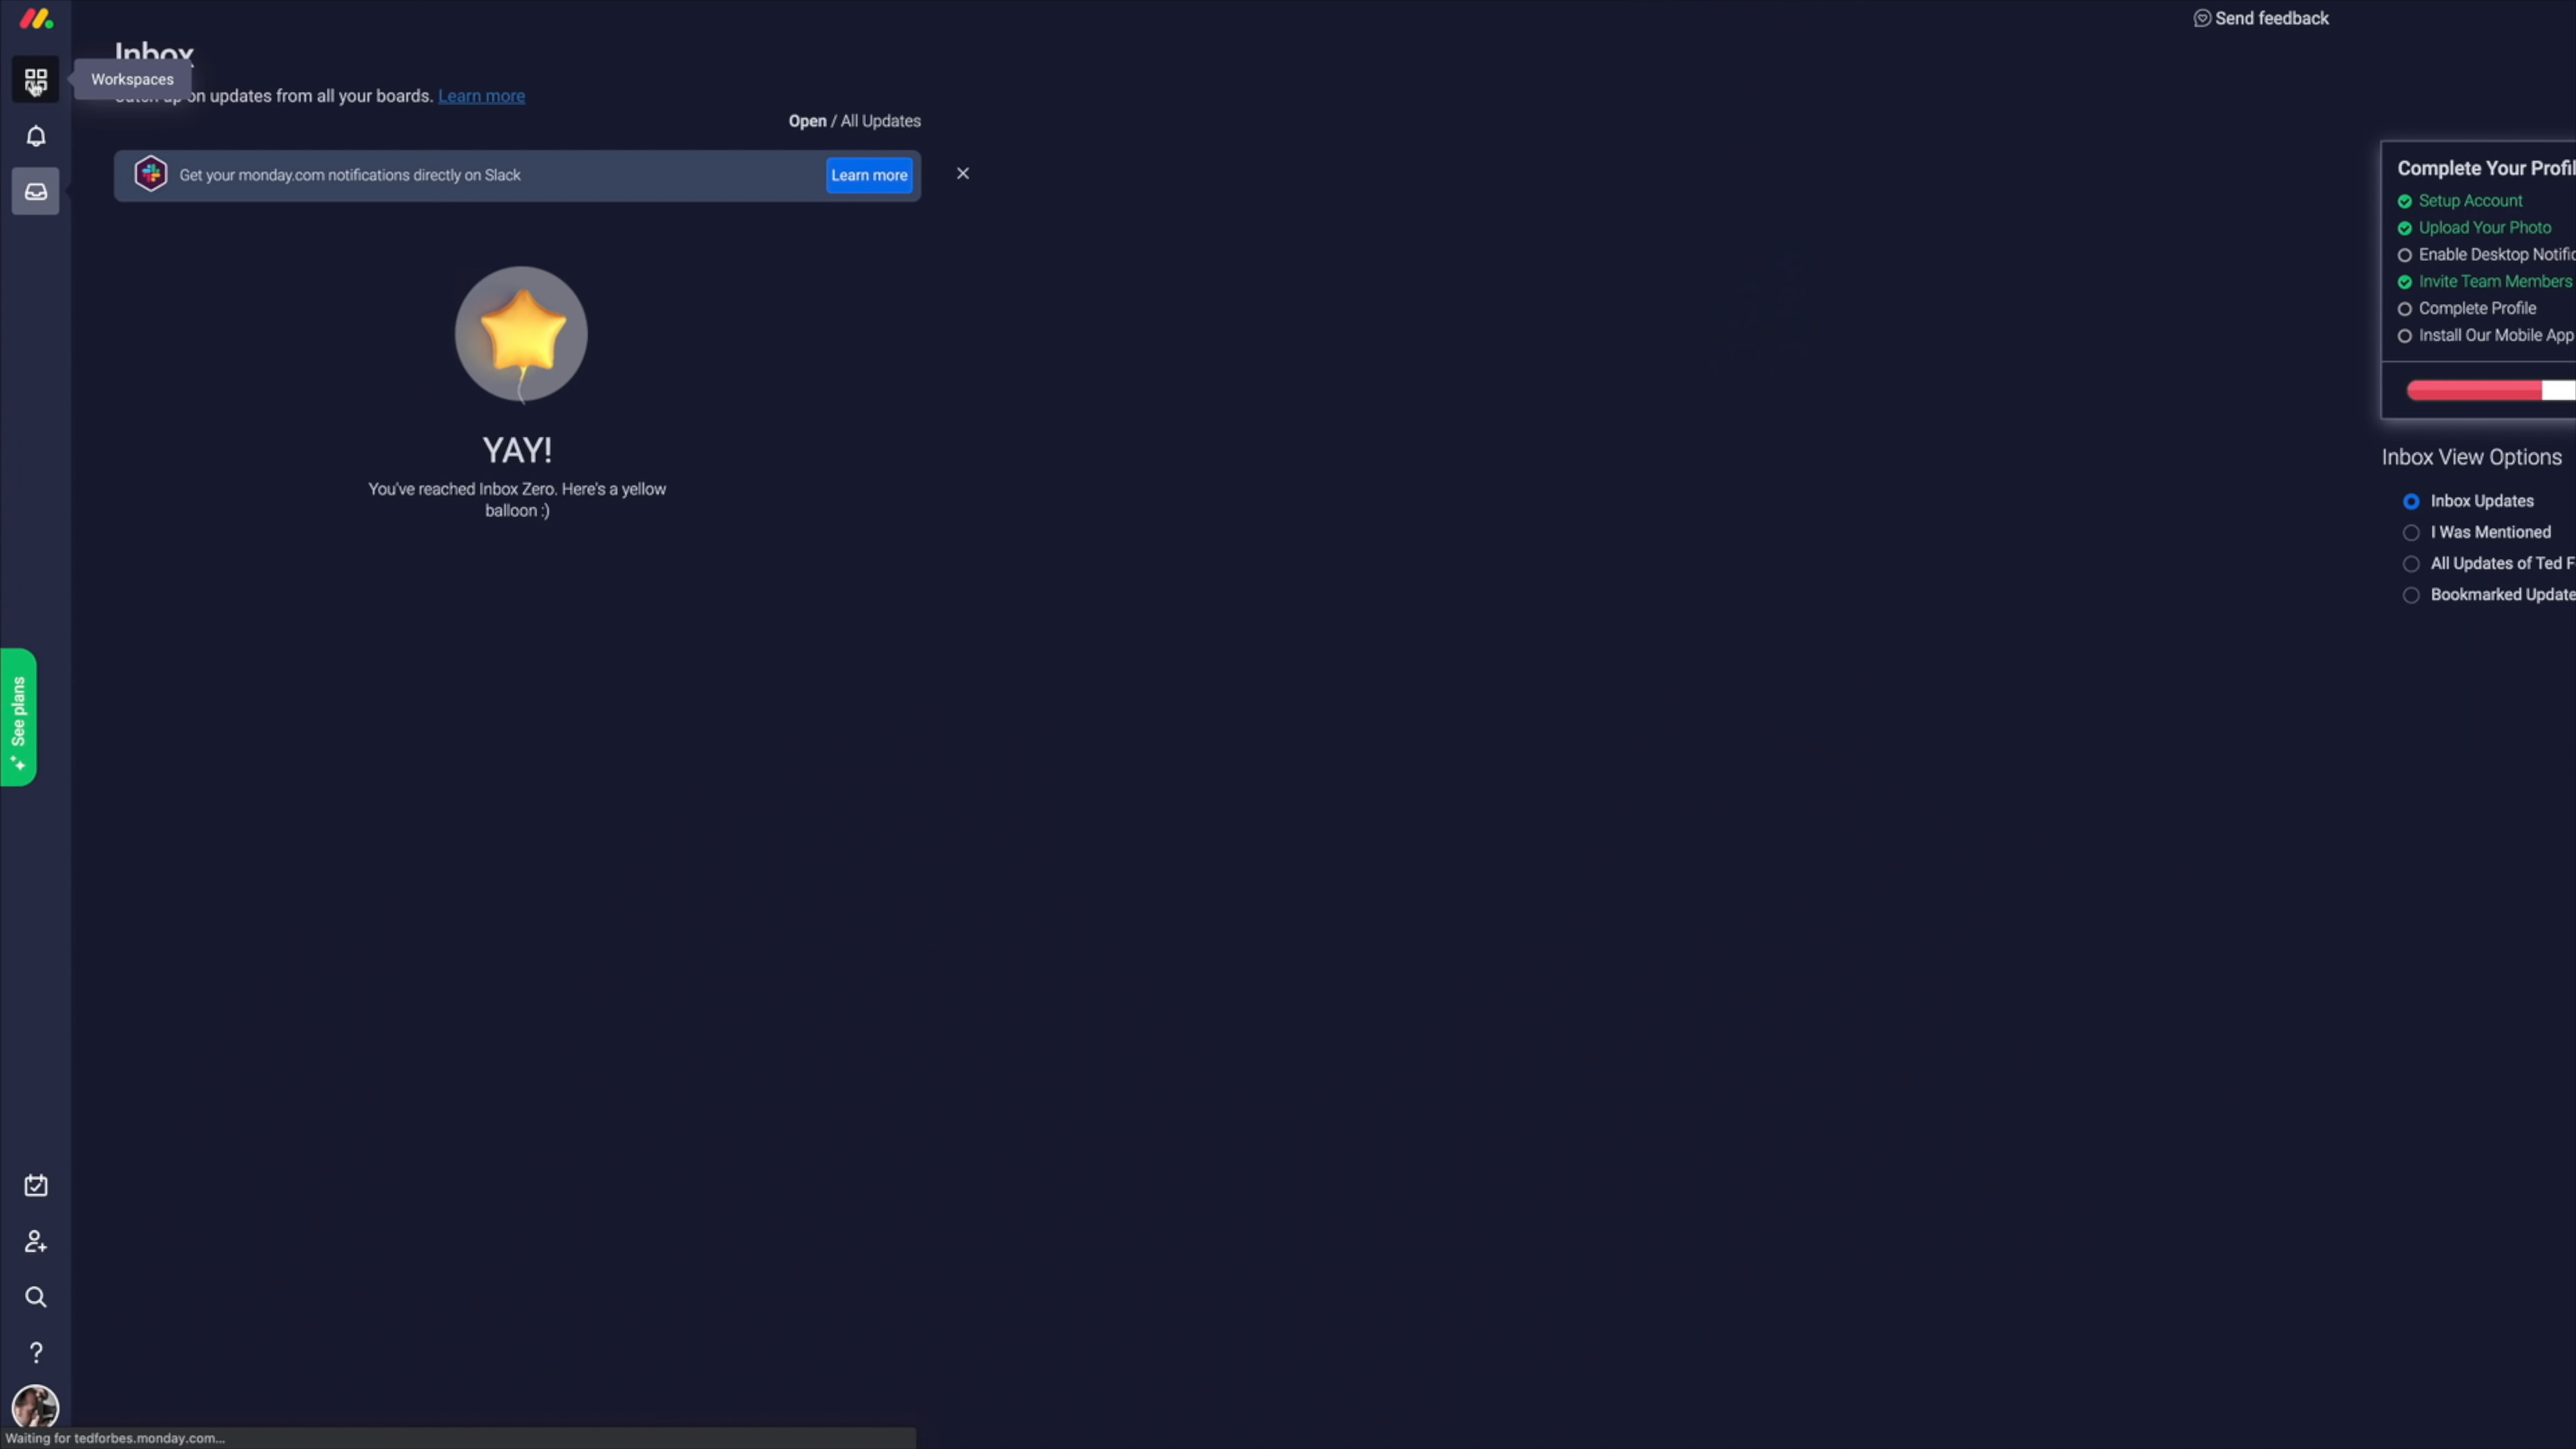 Send feedback
Inbox
Workspaces
on updates from all your boards. Learn more
Open / All Updates
Get your monday.com notifications directly on Slack
Learn more
YAY!
You've reached Inbox Zero. Here's a yellow
balloon :)
Complete Your Profil
Setup Account
Upload Your Photo
Enable Desktop Notific
Invite Team Members
Complete Profile
Install Our Mobile App
Inbox View Options
Inbox Updates
I Was Mentioned
All Updates of Ted F
Bookmarked Update
See plans
Waiting for tedforbes.monday.com...